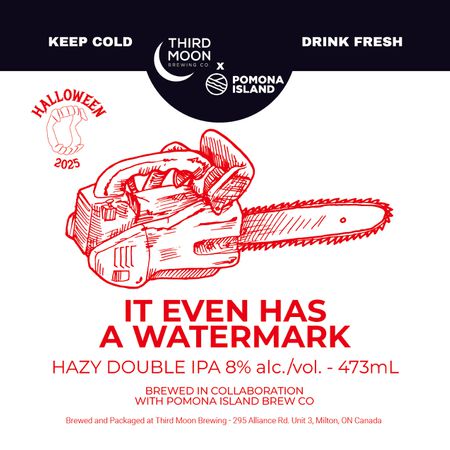 KEEP COLD
THIRD
MOON
BREWING CO
x
POMONA
ISLAND
DRINK FRESH
HALLOWEEN
2025
IT EVEN HAS
A WATERMARK
HAZY DOUBLE IPA 8% alc./vol. - 473mL
BREWED IN COLLABORATION
WITH POMONA ISLAND BREW CO
Brewed and Packaged at Third Moon Brewing - 295 Alliance Rd. Unit 3, Milton, ON Canada